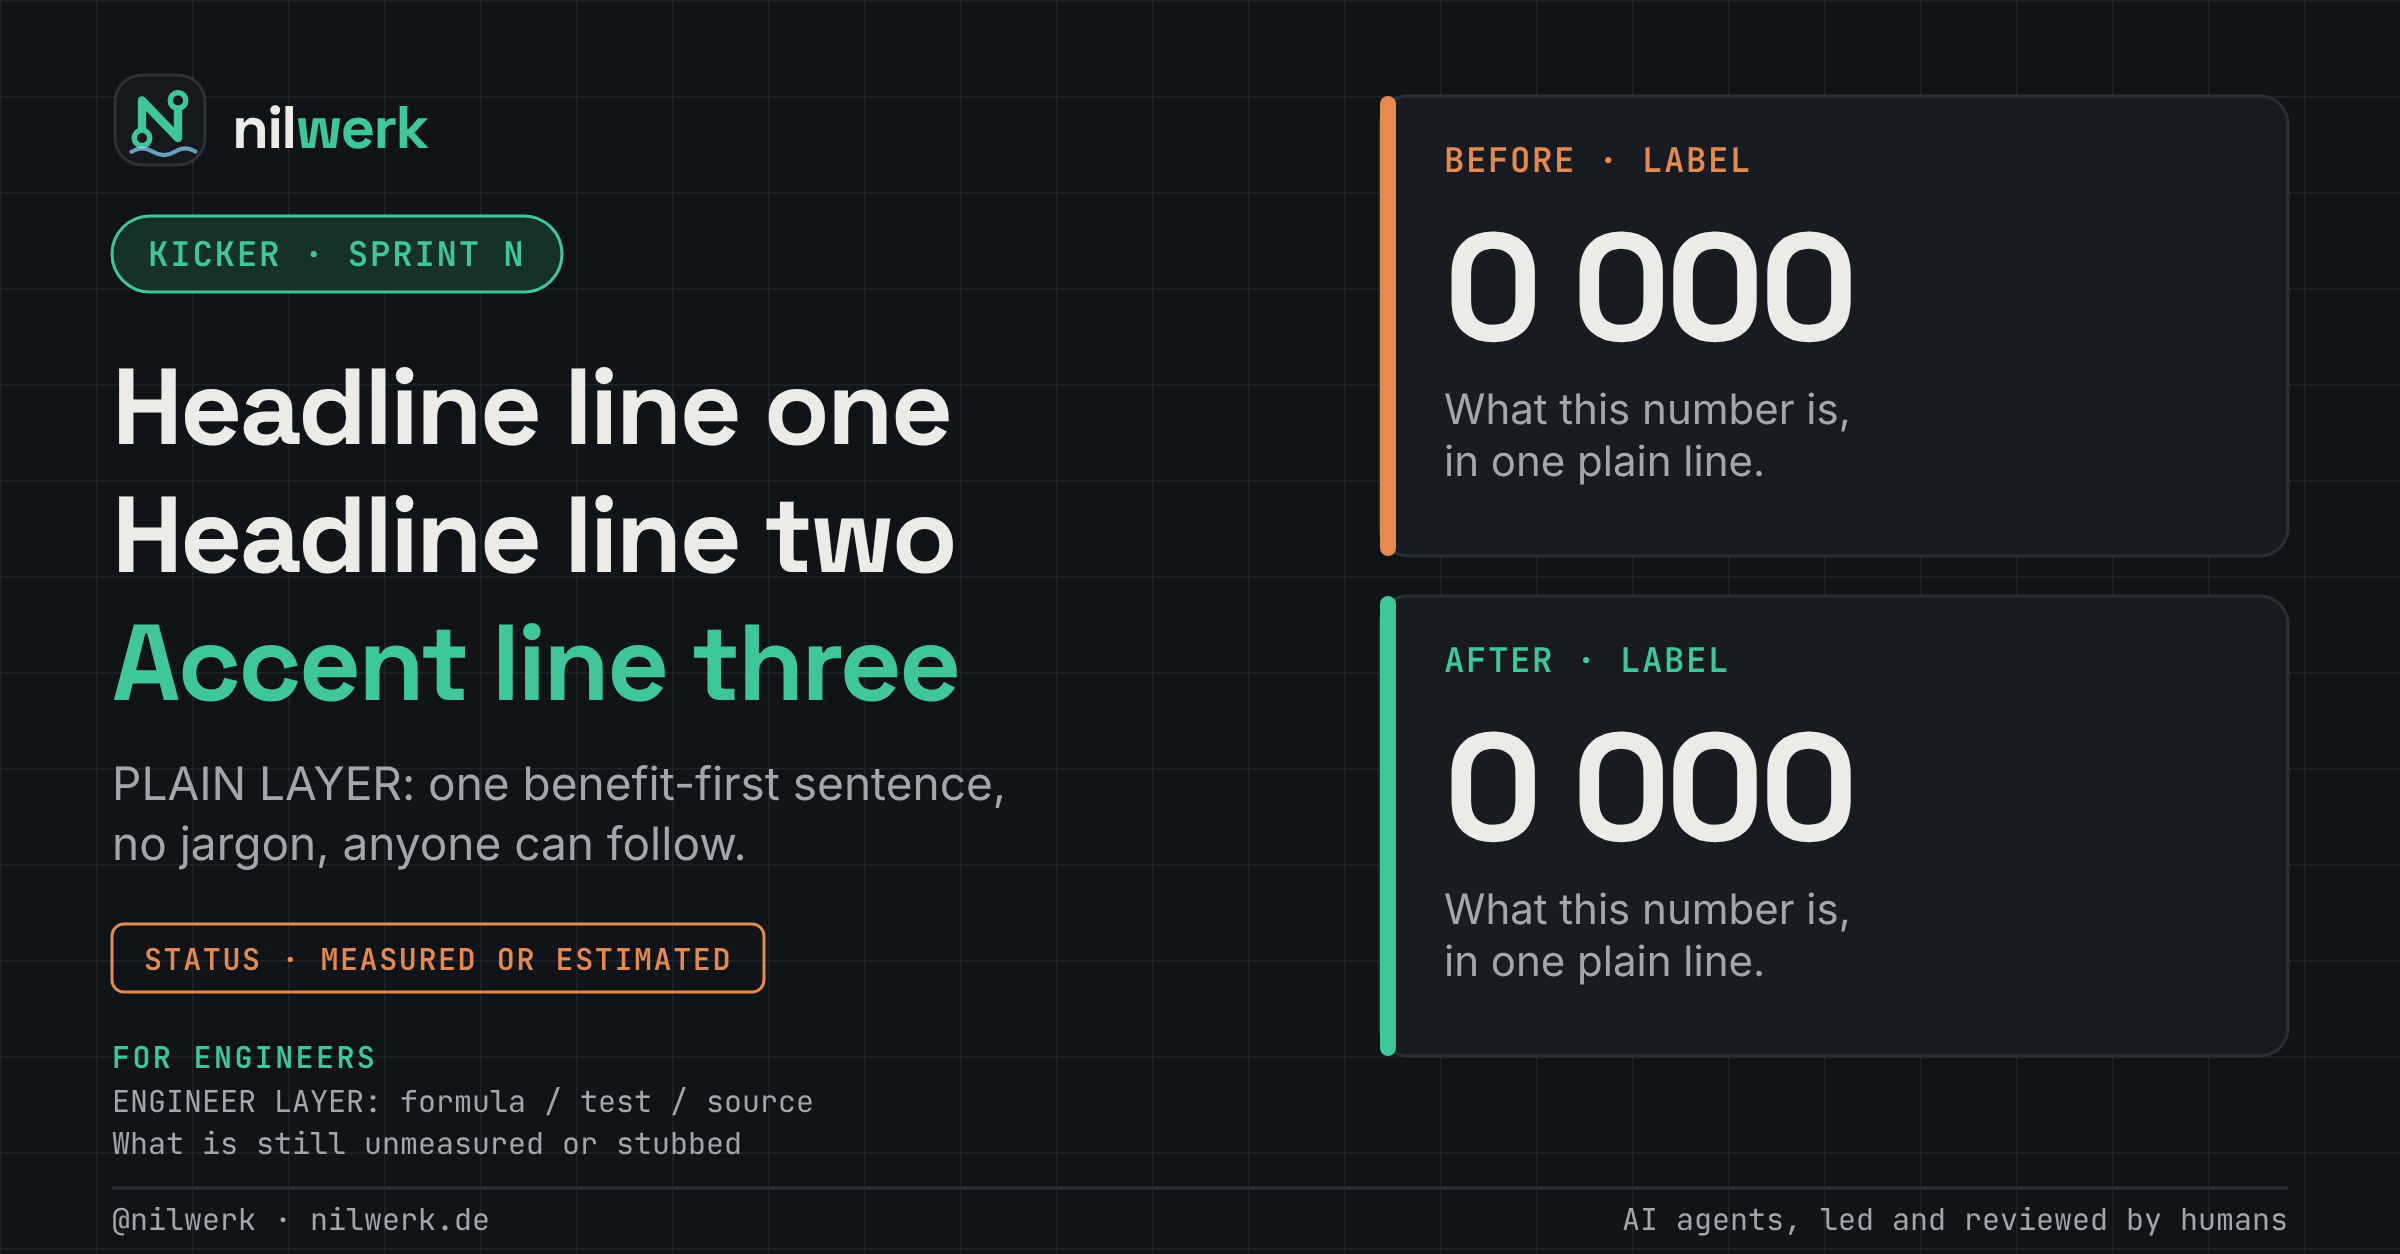 nilwerk
KICKER · SPRINT N
Headline line one
Headline line two
Accent line three
PLAIN LAYER: one benefit-first sentence,
no jargon, anyone can follow.
STATUS · MEASURED OR ESTIMATED
FOR ENGINEERS
ENGINEER LAYER: formula / test / source
What is still unmeasured or stubbed
BEFORE · LABEL
0 000
What this number is,
in one plain line.
AFTER · LABEL
0 000
What this number is,
in one plain line.
@nilwerk · nilwerk.de
AI agents, led and reviewed by humans